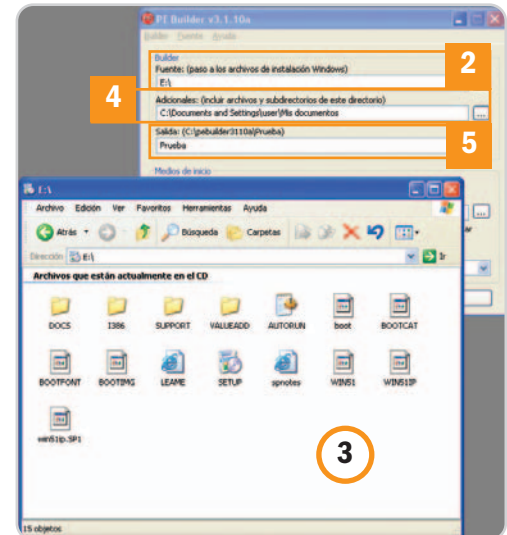 PE Builder v3.1.10a
Builder Fuente Ayuda
Builder
Fuente: (paso a los archivos de instalación Windows)
E:\
2
4
Adicionales: (incluir archivos y subdirectorios de este directorio)
C:\Documents and Settings\user\Mis documentos
...
Salida: (C:\pebuilder3110a\Prueba)
Prueba
5
Medios de inicio
E:\
Archivo Edición Ver Favoritos Herramientas Ayuda
Atrás Búsqueda Carpetas
Dirección E:\ Ir
...
Archivos que están actualmente en el CD
DOCS I386 SUPPORT VALUEADD AUTORUN boot BOOTCAT
BOOTFONT BOOTIMG LEAME SETUP spnotes WIN51 WIN51IP
win51ip.SP1
3
15 objetos